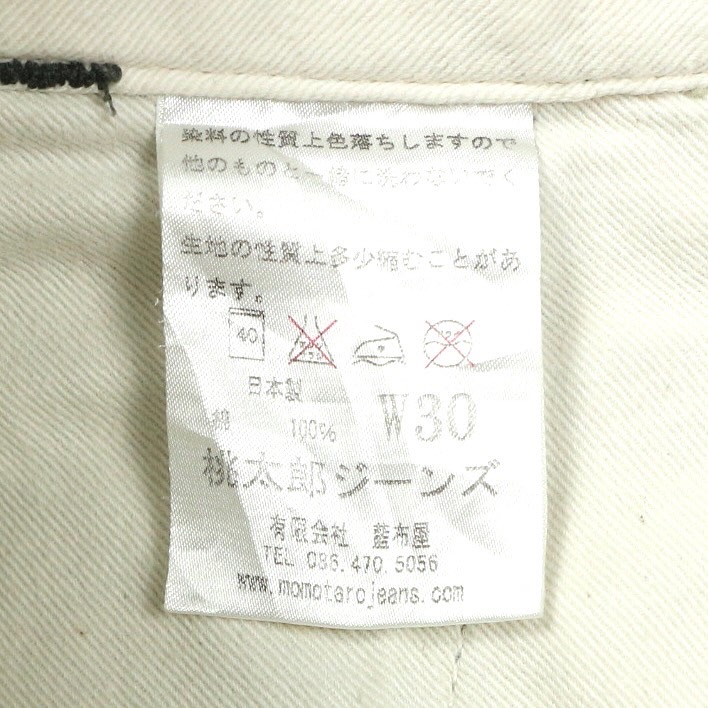 染料の性質上色落ちしますので
他のものと一緒に洗わないでく
ださい。
生地の性質上多少縮むことがあ
ります。
40
日本製
綿 100% W30
桃太郎ジーンズ
有限会社 藍布屋
TEL 086.470.5056
www.momotarojeans.com